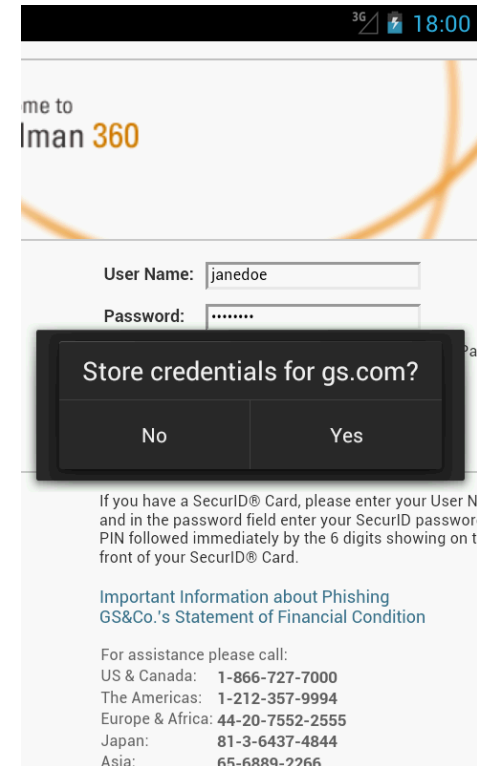 3G 18:00
me to
lman 360
User Name: janedoe
Password: ••••••••
Pa
Store credentials for gs.com?
No Yes
If you have a SecurID® Card, please enter your User N
and in the password field enter your SecurID passwor
PIN followed immediately by the 6 digits showing on t
front of your SecurID® Card.
Important Information about Phishing
GS&Co.'s Statement of Financial Condition
For assistance please call:
US & Canada: 1-866-727-7000
The Americas: 1-212-357-9994
Europe & Africa: 44-20-7552-2555
Japan: 81-3-6437-4844
Asia: 65-6889-2266